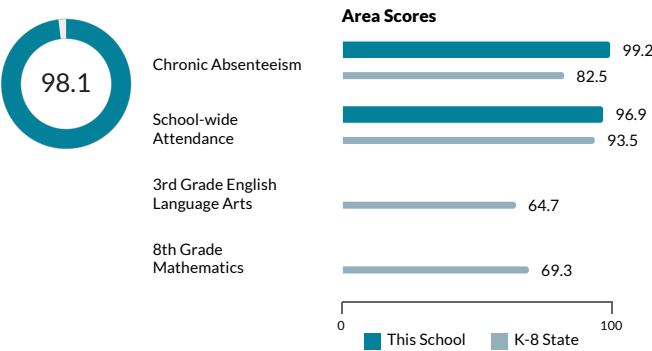 Area Scores
98.1
Chronic Absenteeism
99.2
82.5
School-wide
Attendance
96.9
93.5
3rd Grade English
Language Arts
64.7
8th Grade
Mathematics
69.3
0 100
This School K-8 State